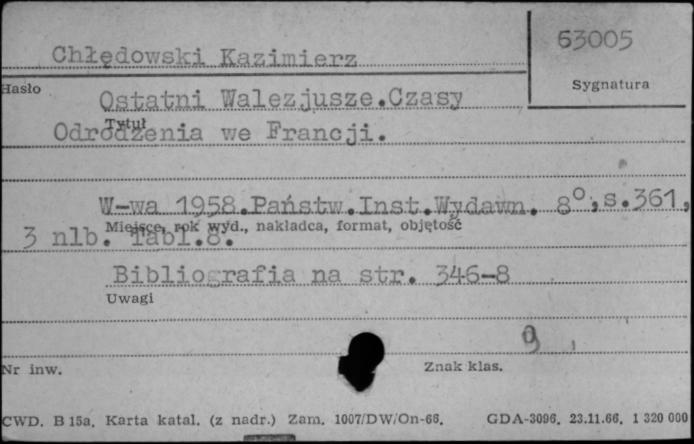 63005
Chłędowski Kazimierz
Hasło
Sygnatura
Ostatni Walezjusze.Czasy
Tytuł
Odrodzenia we Francji.
W-wa 1958.Państw.Inst.Wydawn. 8°,s.361,
Miejsce, rok wyd., nakładca, format, objętość
3 nlb. Tabl.8.
Bibliografia na str. 346-8
Uwagi
9
Nr inw.
Znak klas.
CWD. B 15a. Karta katal. (z nadr.) Zam. 1007/DW/On-66. GDA-3096. 23.11.66. 1 320 000